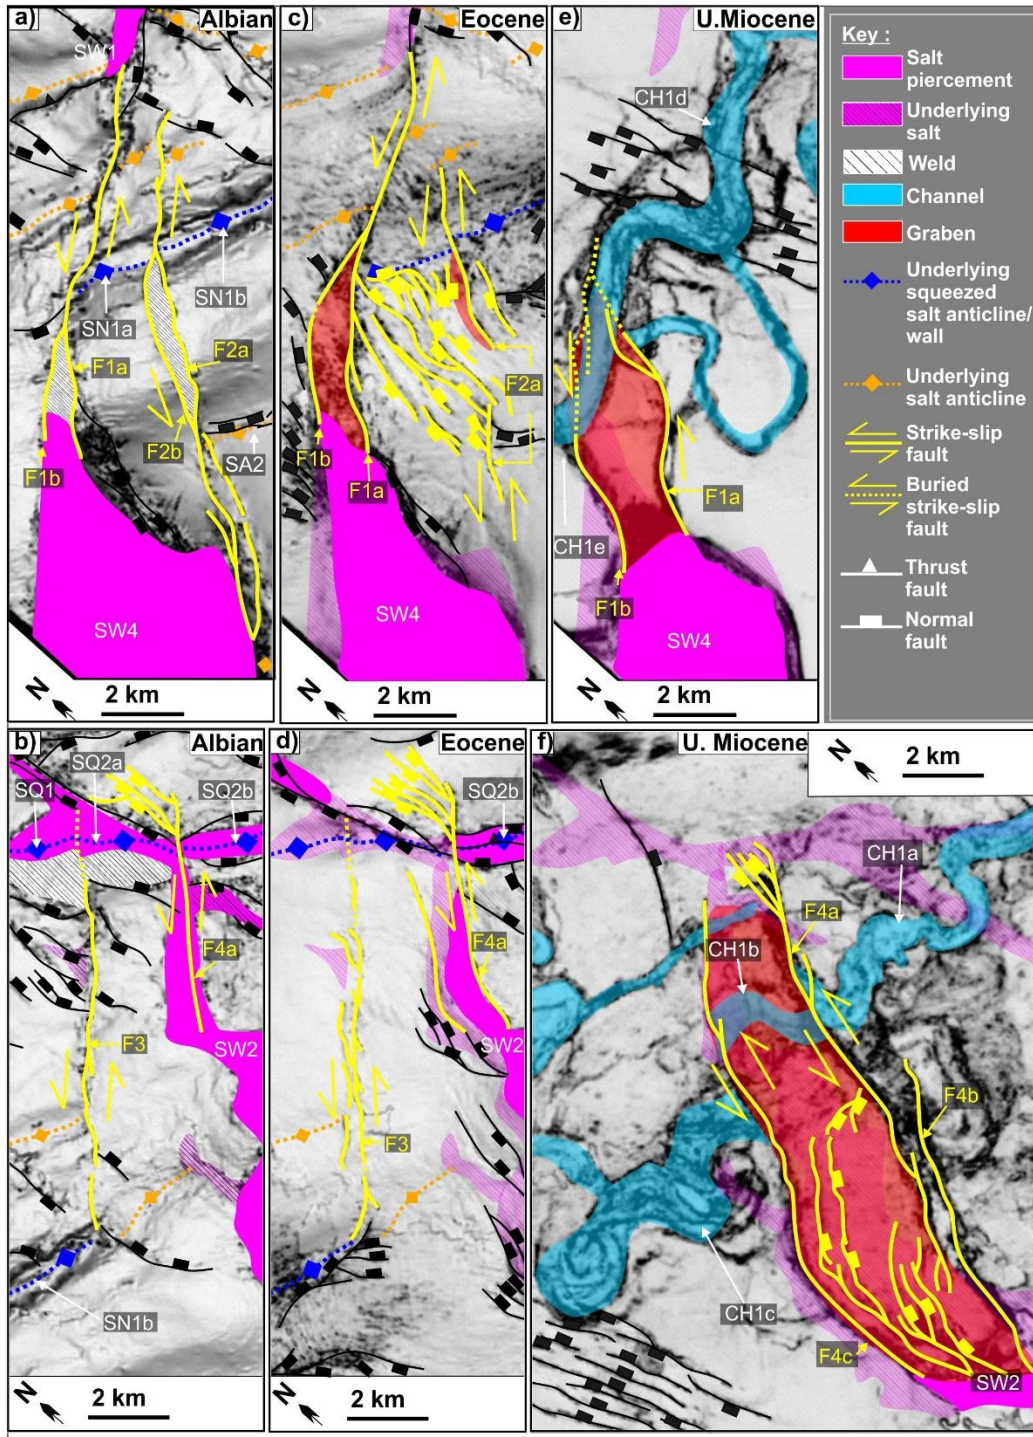 a)
Albian
SW1
SN1b
SN1a
F1a
F2a
F2b
SA2
F1b
SW4
N
2 km
c)
Eocene
F2a
F1b
F1a
SW4
N
2 km
e)
U.Miocene
CH1d
F1a
CH1e
F1b
SW4
N
2 km
Key :
Salt
piercement
Underlying
salt
Weld
Channel
Graben
Underlying
squeezed
salt anticline/
wall
Underlying
salt anticline
Strike-slip
fault
Buried
strike-slip
fault
Thrust
fault
Normal
fault
b)
Albian
SQ2a
SQ1
SQ2b
F4a
F3
SW2
SN1b
N
2 km
d)
Eocene
SQ2b
F4a
SW2
F3
N
2 km
f)
U. Miocene
N
2 km
CH1a
F4a
CH1b
F4b
CH1c
F4c
SW2